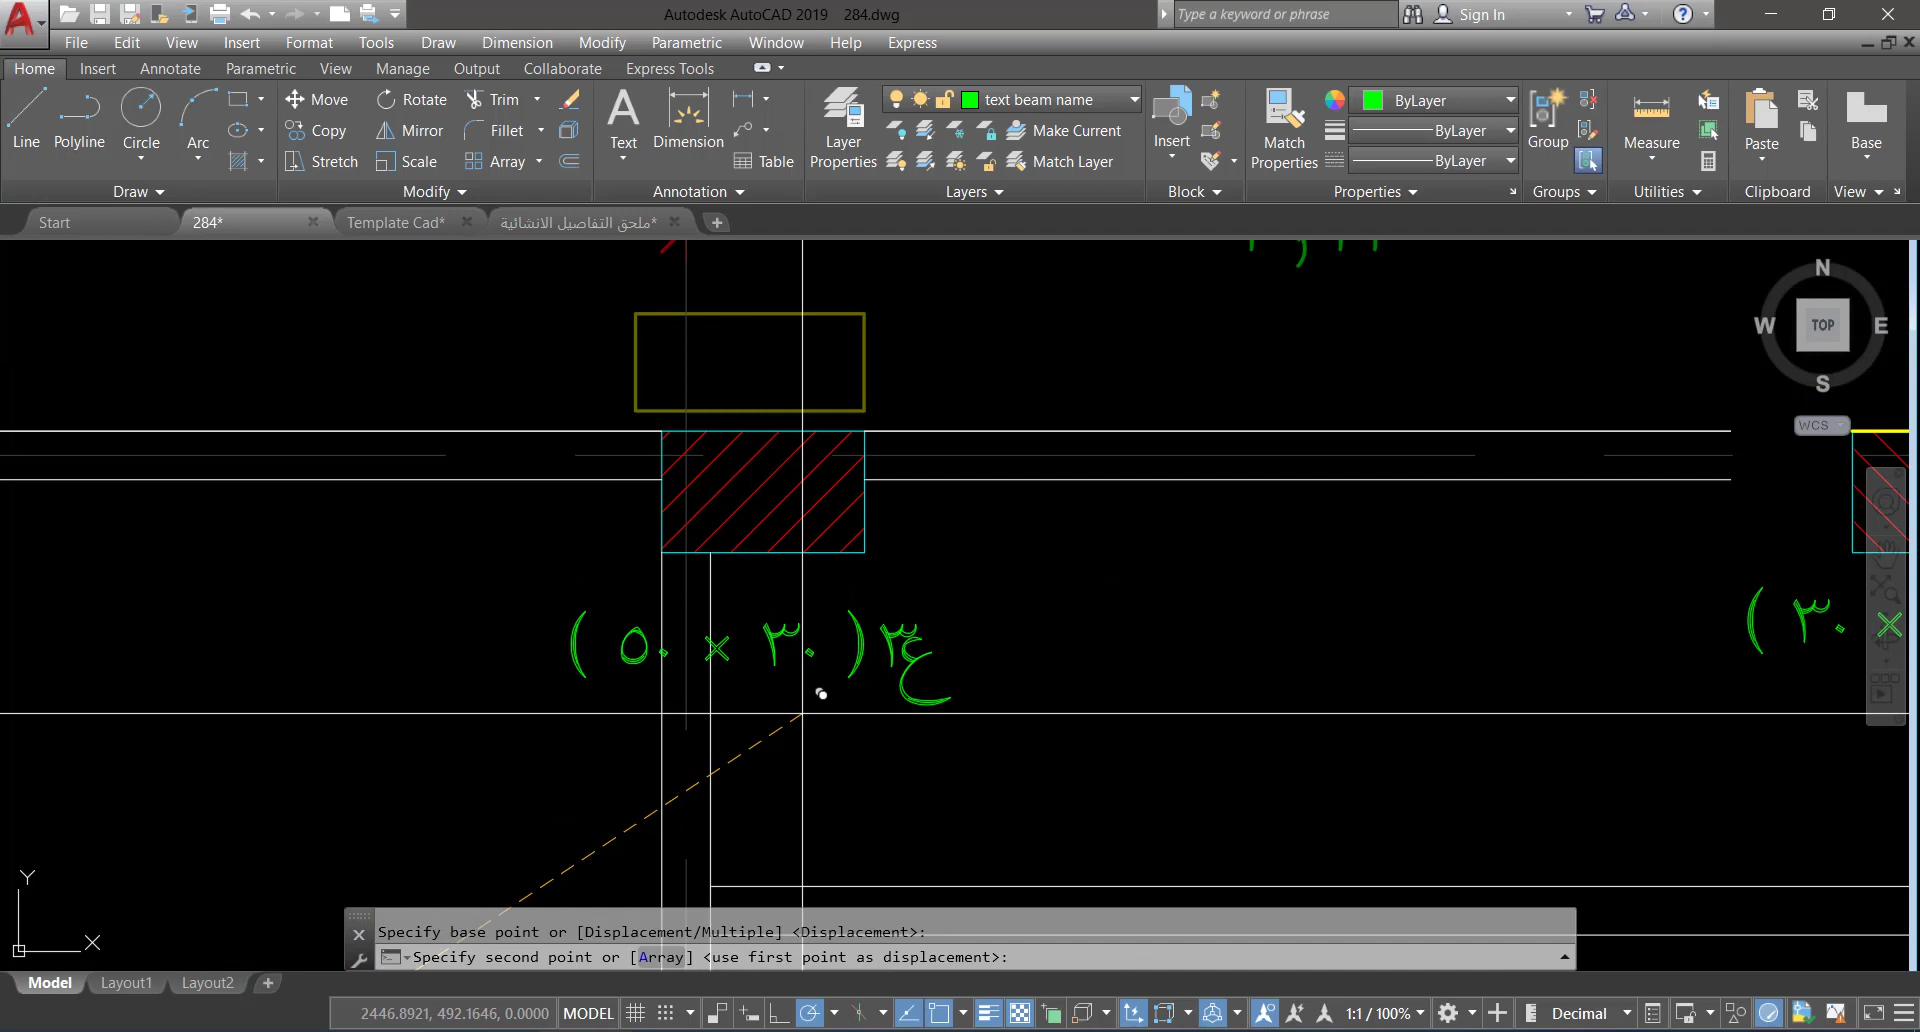 Autodesk AutoCAD 2019 284.dwg
Type a keyword or phrase
Sign In
File Edit View Insert Format Tools Draw Dimension Modify Parametric Window Help Express
Home Insert Annotate Parametric View Manage Output Collaborate Express Tools
Line Polyline Circle Arc
Move Rotate Trim
Copy Mirror Fillet
Stretch Scale Array
Text Dimension Table
Layer Properties
text beam name
Make Current
Match Layer
Insert
Match Properties
ByLayer
ByLayer
ByLayer
Group Measure Paste Base
Draw Modify Annotation Layers Block Properties Groups Utilities Clipboard View
Start 284* Template Cad* ملحق التفاصيل الانشائية*
N
W TOP E
S
WCS
ع٣(٣٠ × ٥٠)
(٣٠ ×
Y
X
Specify base point or [Displacement/Multiple] <Displacement>:
Specify second point or [Array] <use first point as displacement>:
Model Layout1 Layout2
2446.8921, 492.1646, 0.0000 MODEL 1:1 / 100% Decimal